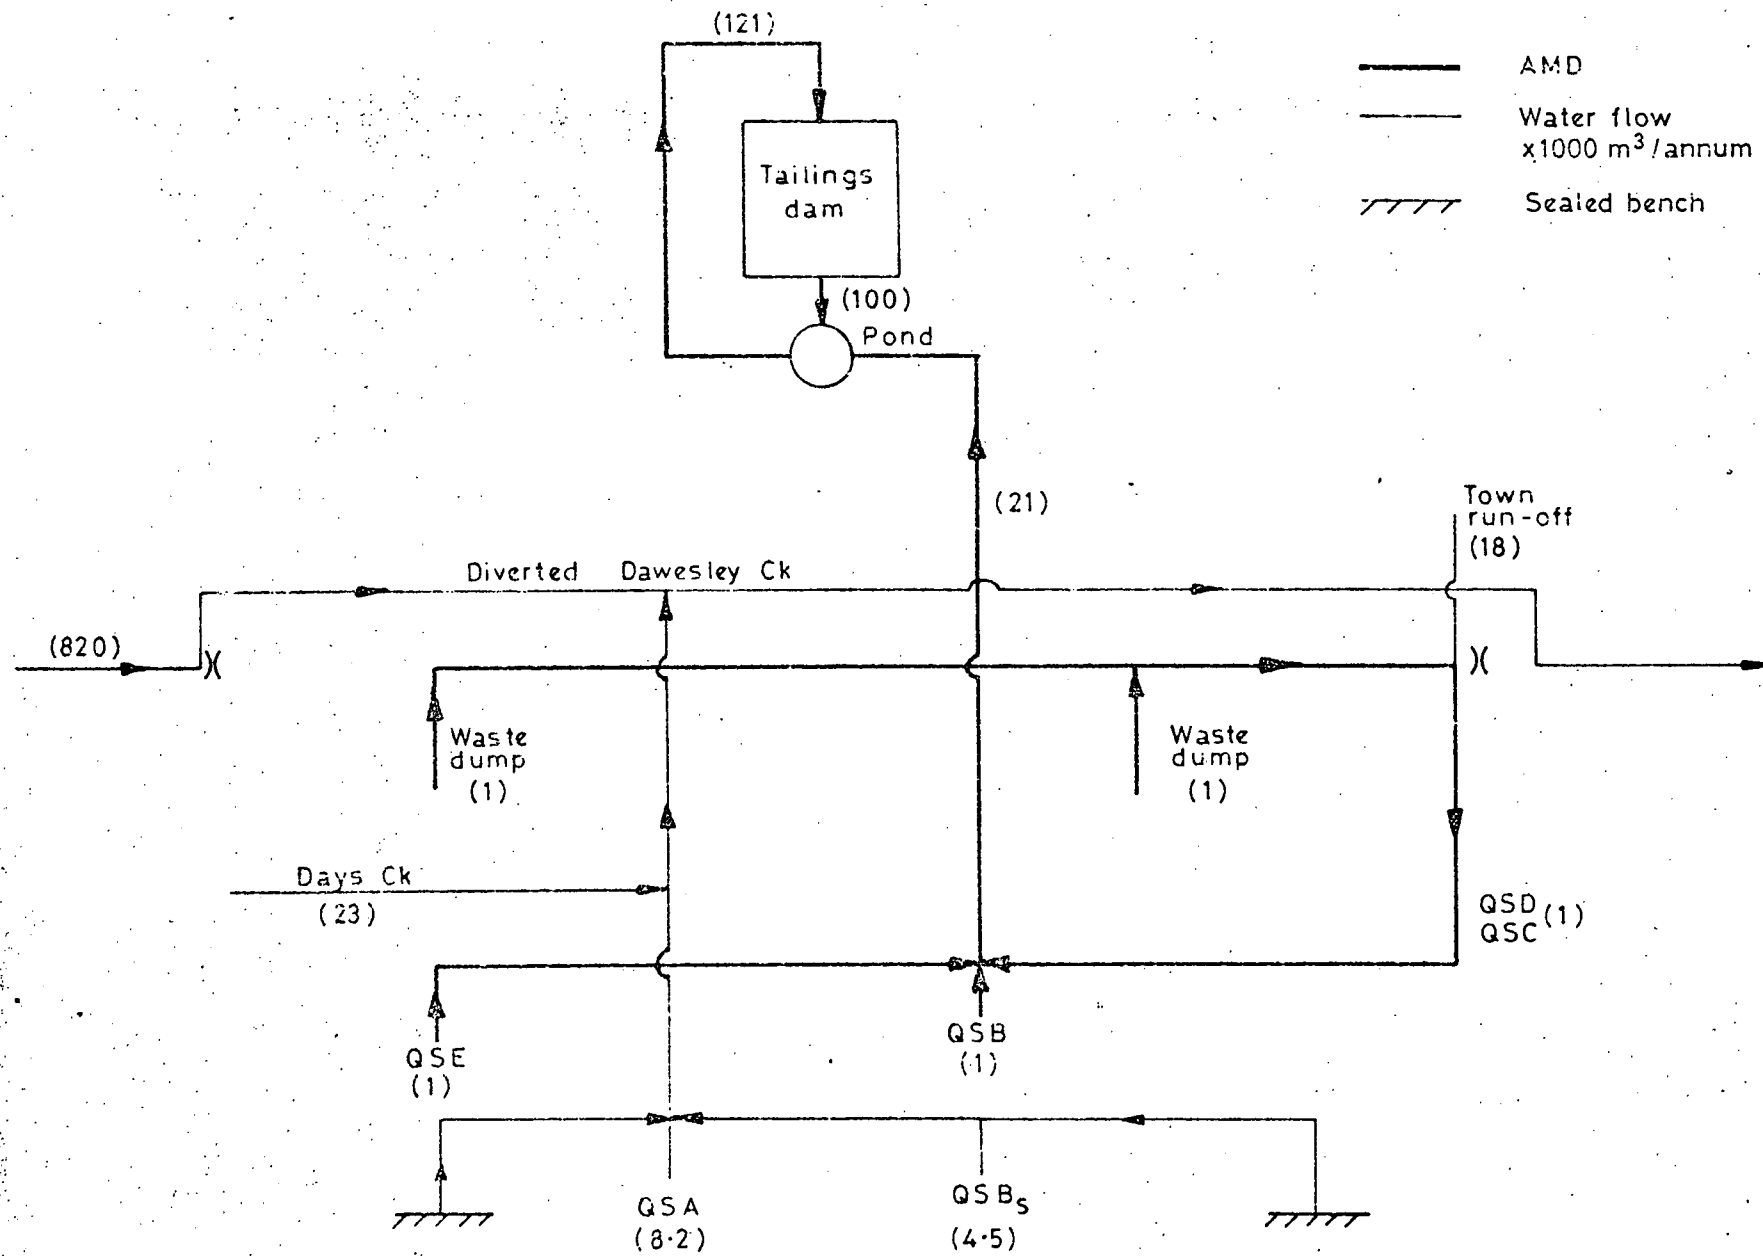 (121)
AMD
Water flow
x1000 m³/annum
Sealed bench
Tailings
dam
(100)
Pond
(21)
Town
run-off
(18)
Diverted Dawesley Ck
(820)
Waste
dump
(1)
Waste
dump
(1)
Days Ck
(23)
QSD
QSC (1)
QSE
(1)
QSB
(1)
QSA
(8·2)
QSBS
(4·5)